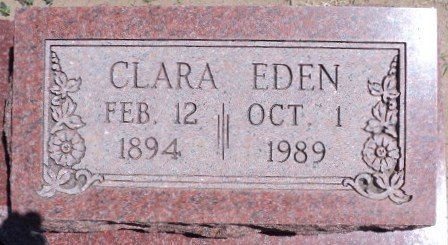 CLARA EDEN
FEB. 12 OCT. 1
1894 1989